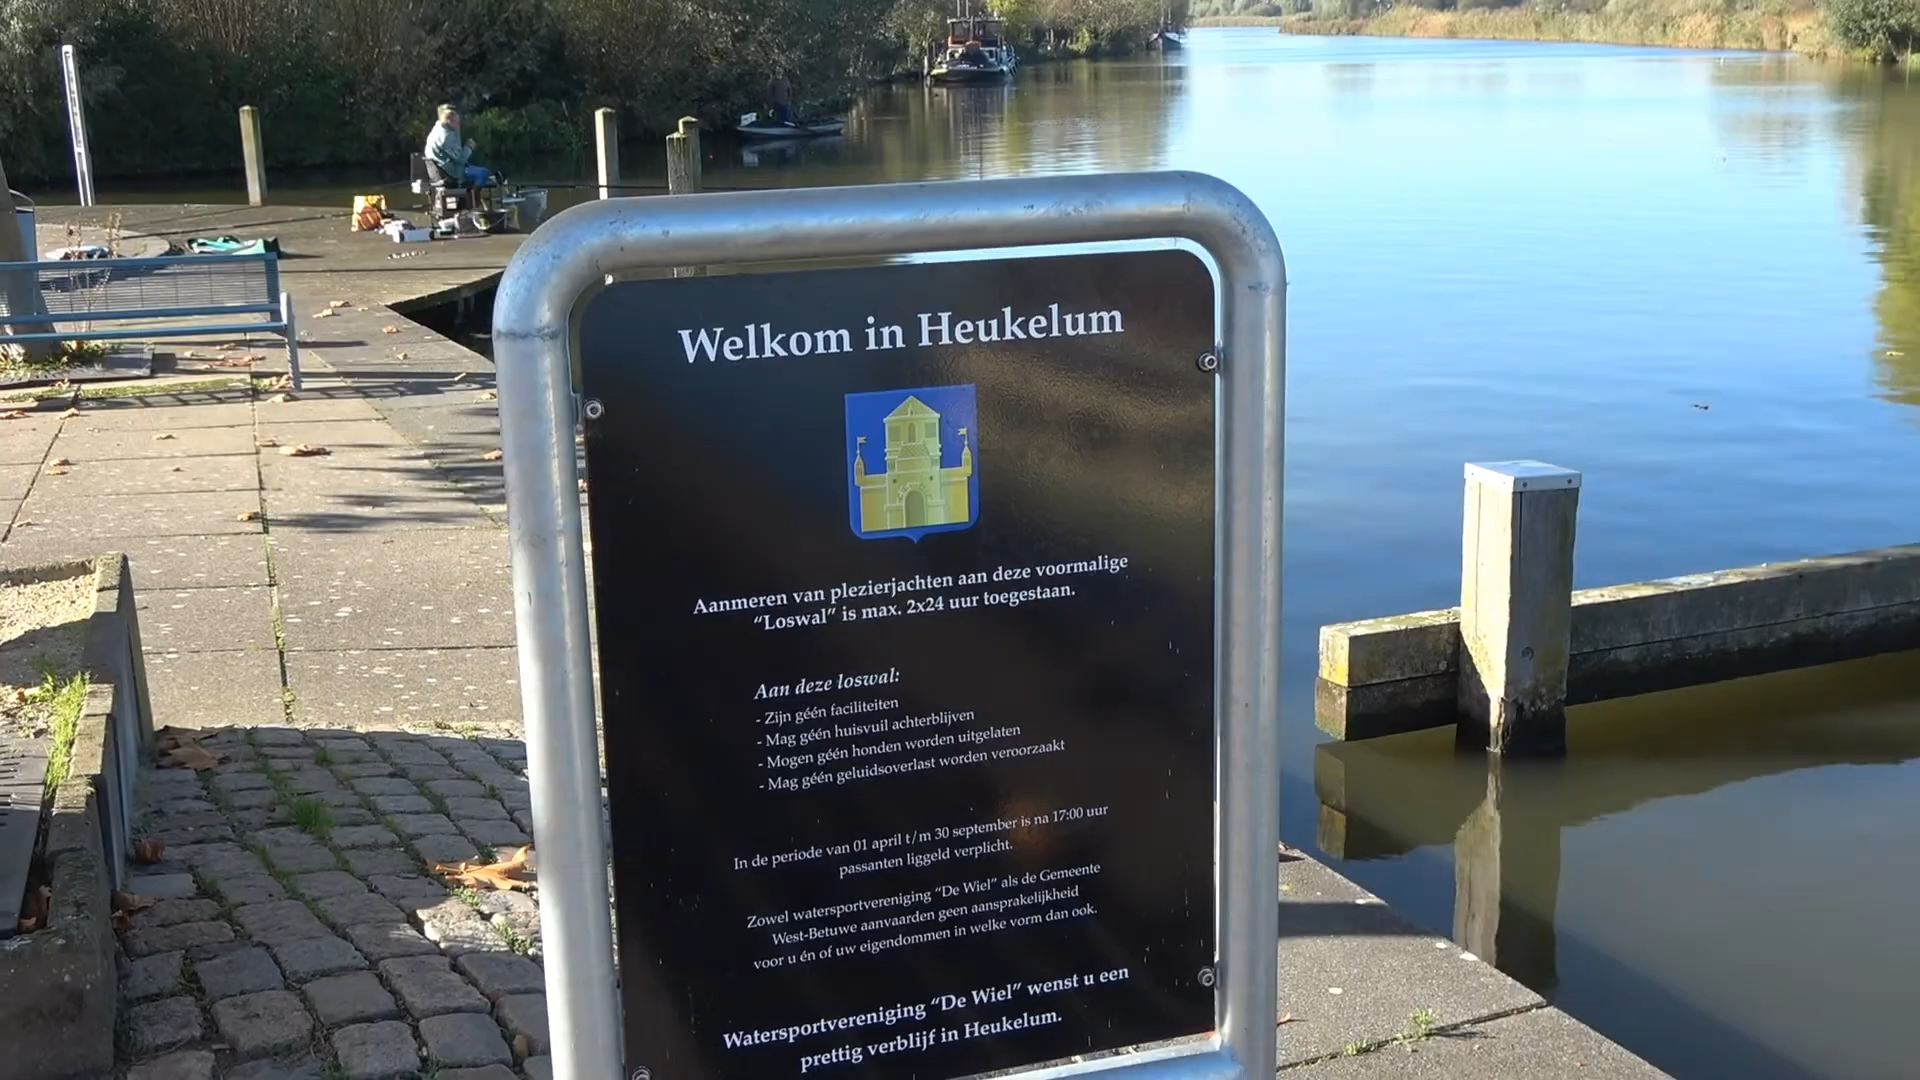 Welkom in Heukelum
Aanmeren van plezierjachten aan deze voormalige
“Loswal” is max. 2x24 uur toegestaan.
Aan deze loswal:
- Zijn géén faciliteiten
- Mag géén huisvuil achterblijven
- Mogen géén honden worden uitgelaten
- Mag géén geluidsoverlast worden veroorzaakt
In de periode van 01 april t/m 30 september is na 17:00 uur
passanten liggeld verplicht.
Zowel watersportvereniging “De Wiel” als de Gemeente
West-Betuwe aanvaarden geen aansprakelijkheid
voor u én of uw eigendommen in welke vorm dan ook.
Watersportvereniging “De Wiel” wenst u een
prettig verblijf in Heukelum.